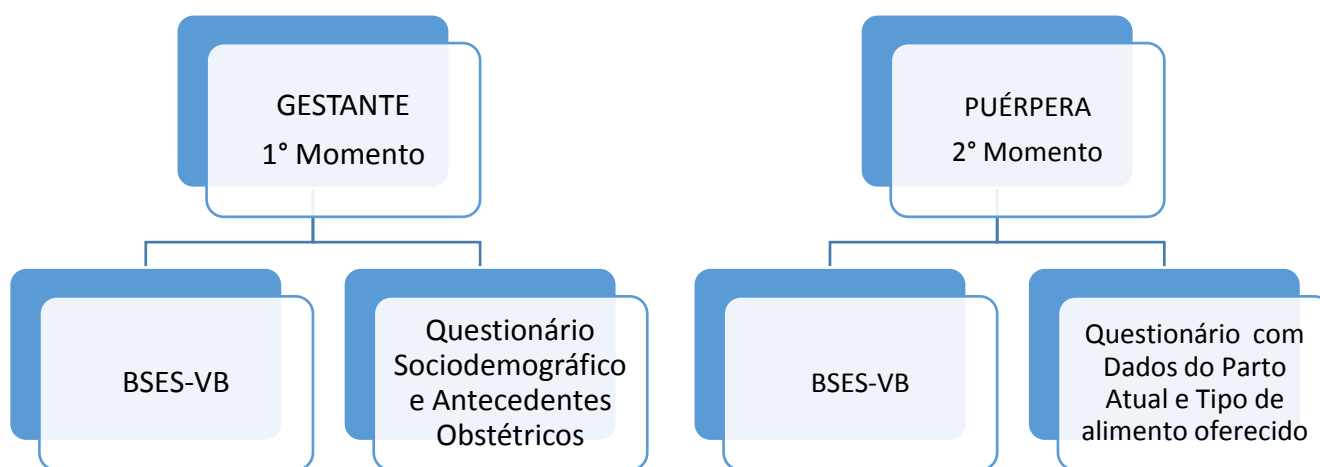 GESTANTE
1° Momento
PUÉRPERA
2° Momento
BSES-VB
Questionário
Sociodemográfico
e Antecedentes
Obstétricos
BSES-VB
Questionário com
Dados do Parto
Atual e Tipo de
alimento oferecido